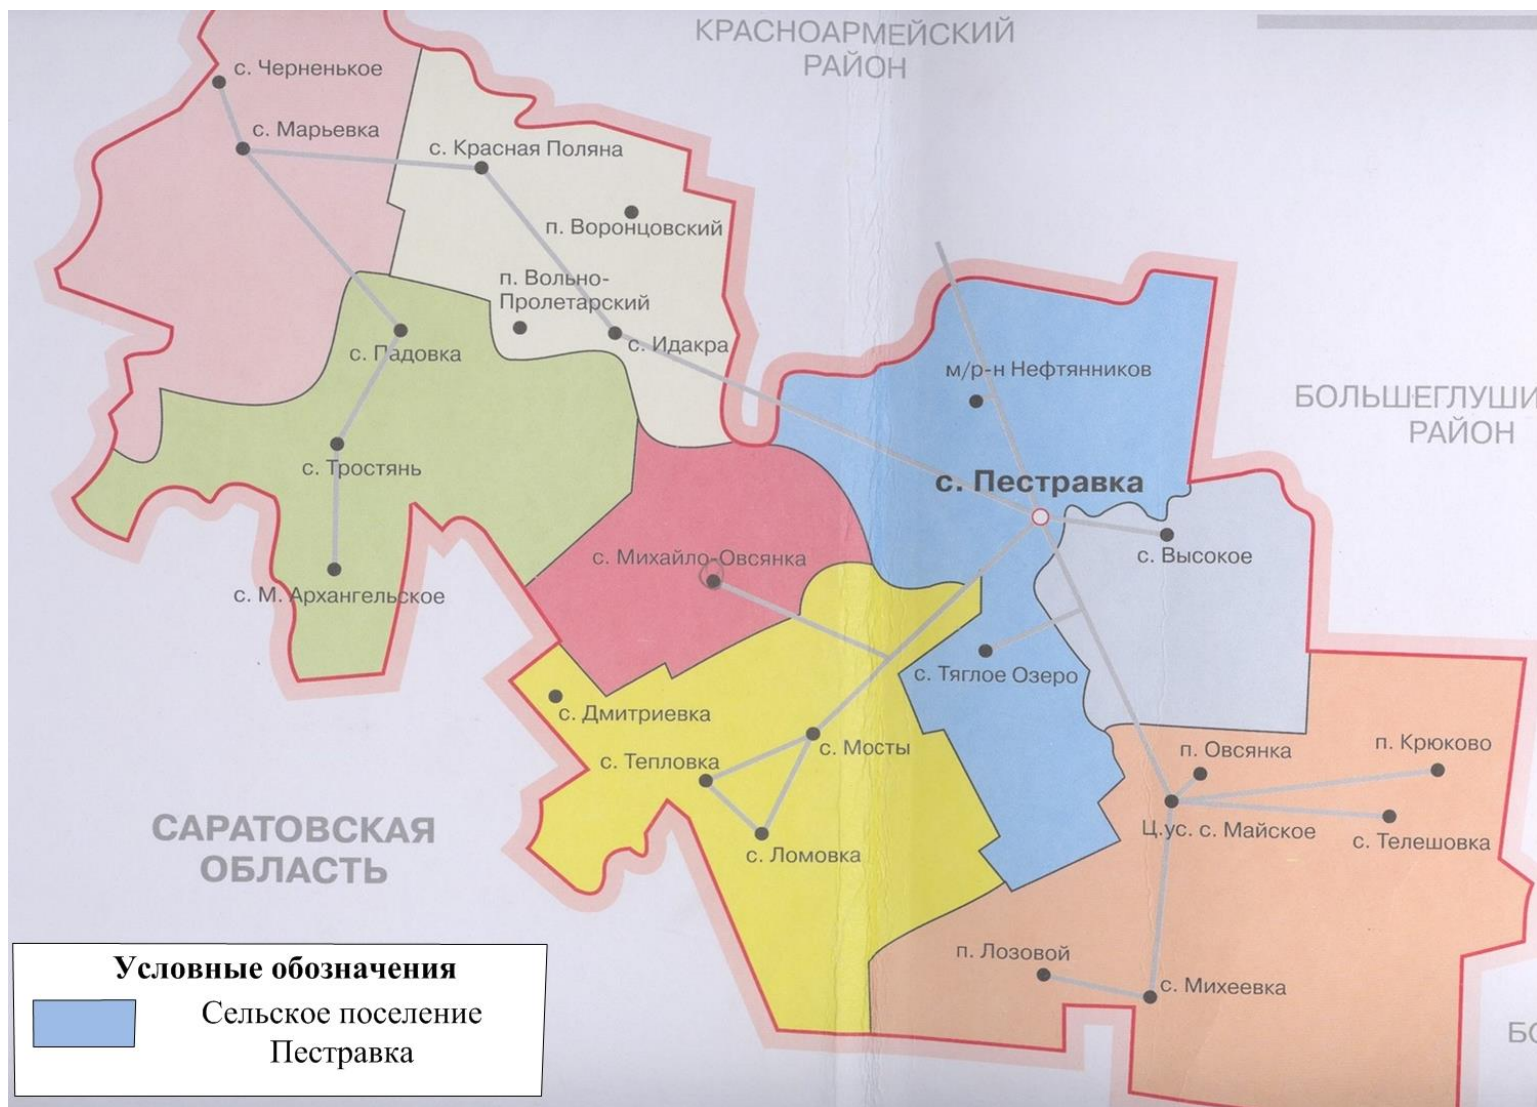 КРАСНОАРМЕЙСКИЙ
РАЙОН
с. Черненькое
с. Марьевка
с. Красная Поляна
п. Воронцовский
п. Вольно-
Пролетарский
с. Идакра
с. Падовка
м/р-н Нефтянников
БОЛЬШЕГЛУШИ
РАЙОН
с. Тростянь
с. Пестравка
с. Высокое
с. Михайло-Овсянка
с. М. Архангельское
с. Тяглое Озеро
с. Дмитриевка
с. Мосты
с. Тепловка
п. Овсянка
п. Крюково
САРАТОВСКАЯ
ОБЛАСТЬ
Ц.ус. с. Майское
с. Телешовка
с. Ломовка
п. Лозовой
с. Михеевка
БО
Условные обозначения
Сельское поселение
Пестравка